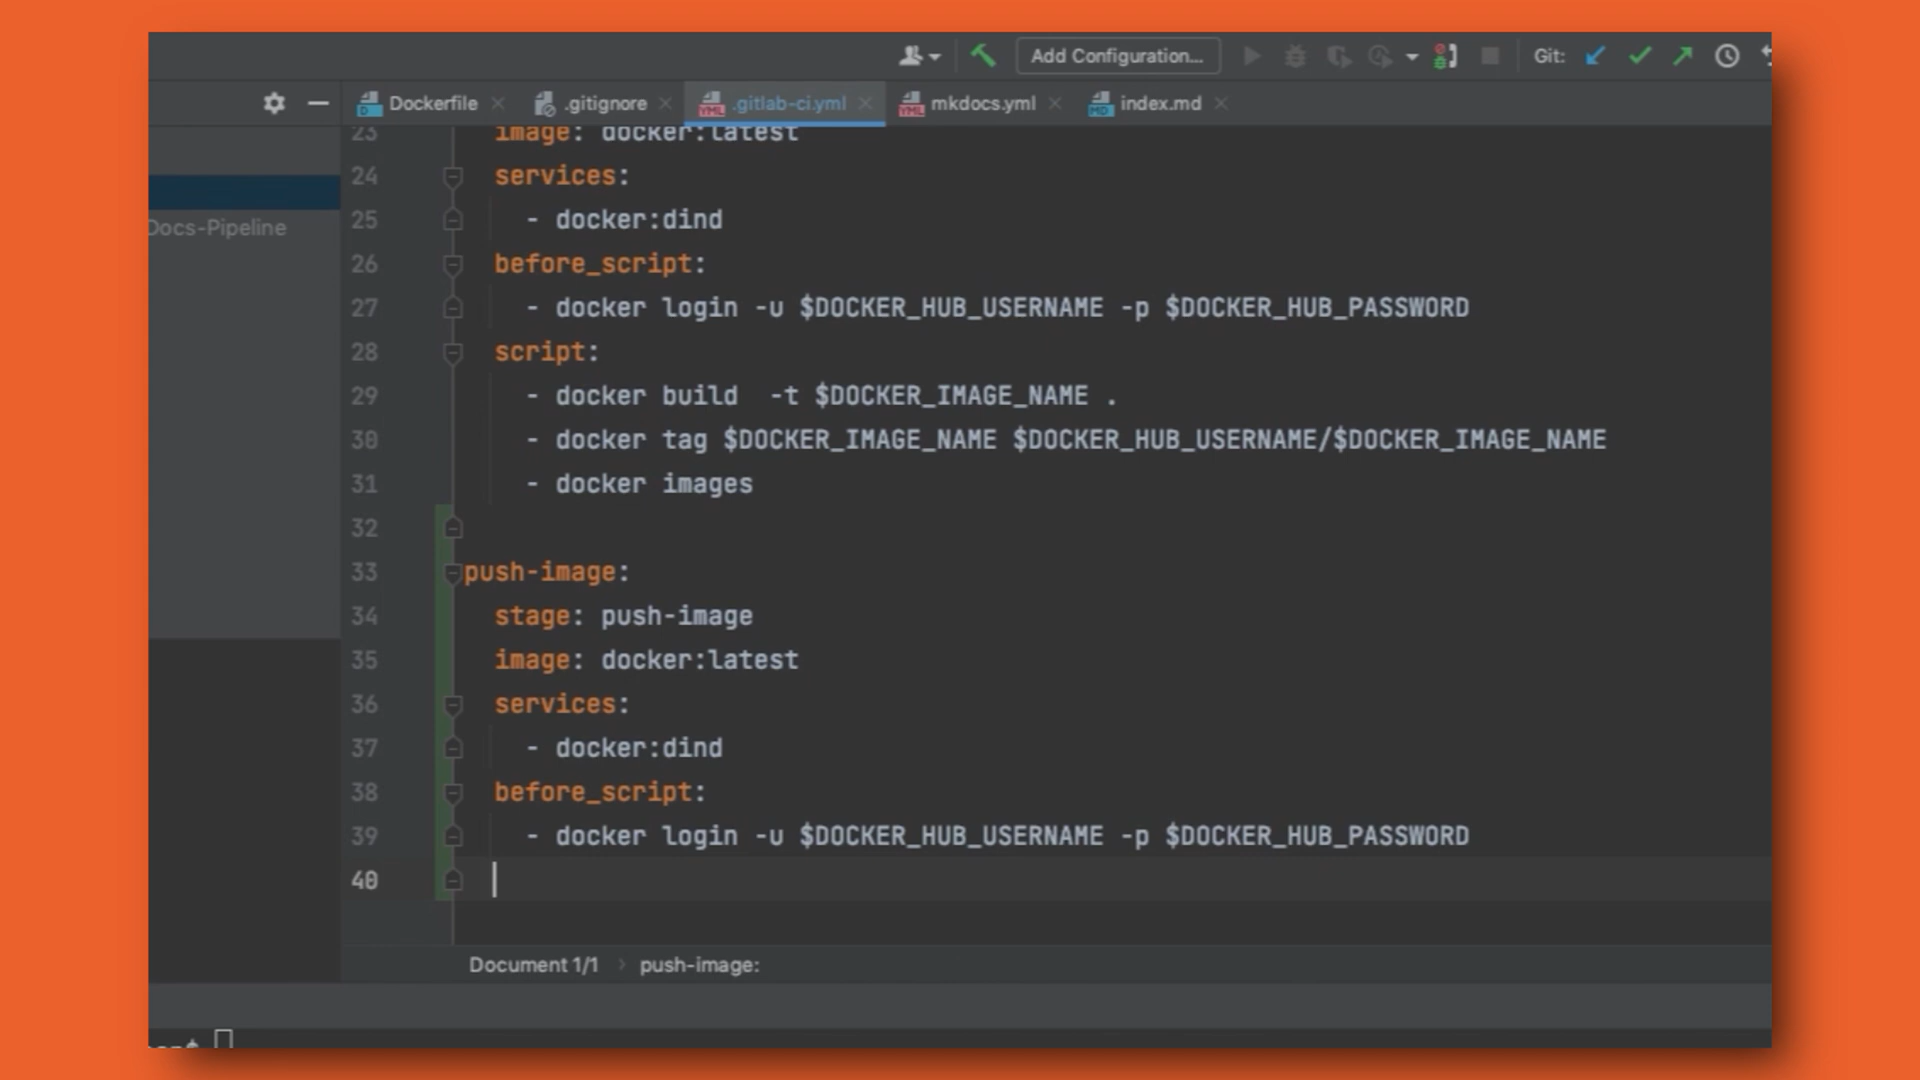 Add Configuration...
Git:
Dockerfile
.gitignore
.gitlab-ci.yml
mkdocs.yml
index.md
Docs-Pipeline
23 image: docker:latest
24 services:
25 - docker:dind
26 before_script:
27 - docker login -u $DOCKER_HUB_USERNAME -p $DOCKER_HUB_PASSWORD
28 script:
29 - docker build  -t $DOCKER_IMAGE_NAME .
30 - docker tag $DOCKER_IMAGE_NAME $DOCKER_HUB_USERNAME/$DOCKER_IMAGE_NAME
31 - docker images
32
33 push-image:
34 stage: push-image
35 image: docker:latest
36 services:
37 - docker:dind
38 before_script:
39 - docker login -u $DOCKER_HUB_USERNAME -p $DOCKER_HUB_PASSWORD
40
Document 1/1 › push-image: